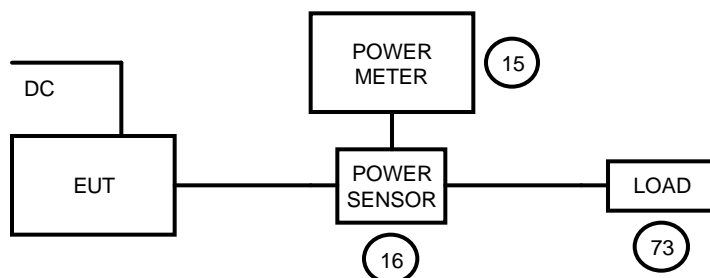 POWER
METER
15
DC
EUT
POWER
SENSOR
LOAD
16
73